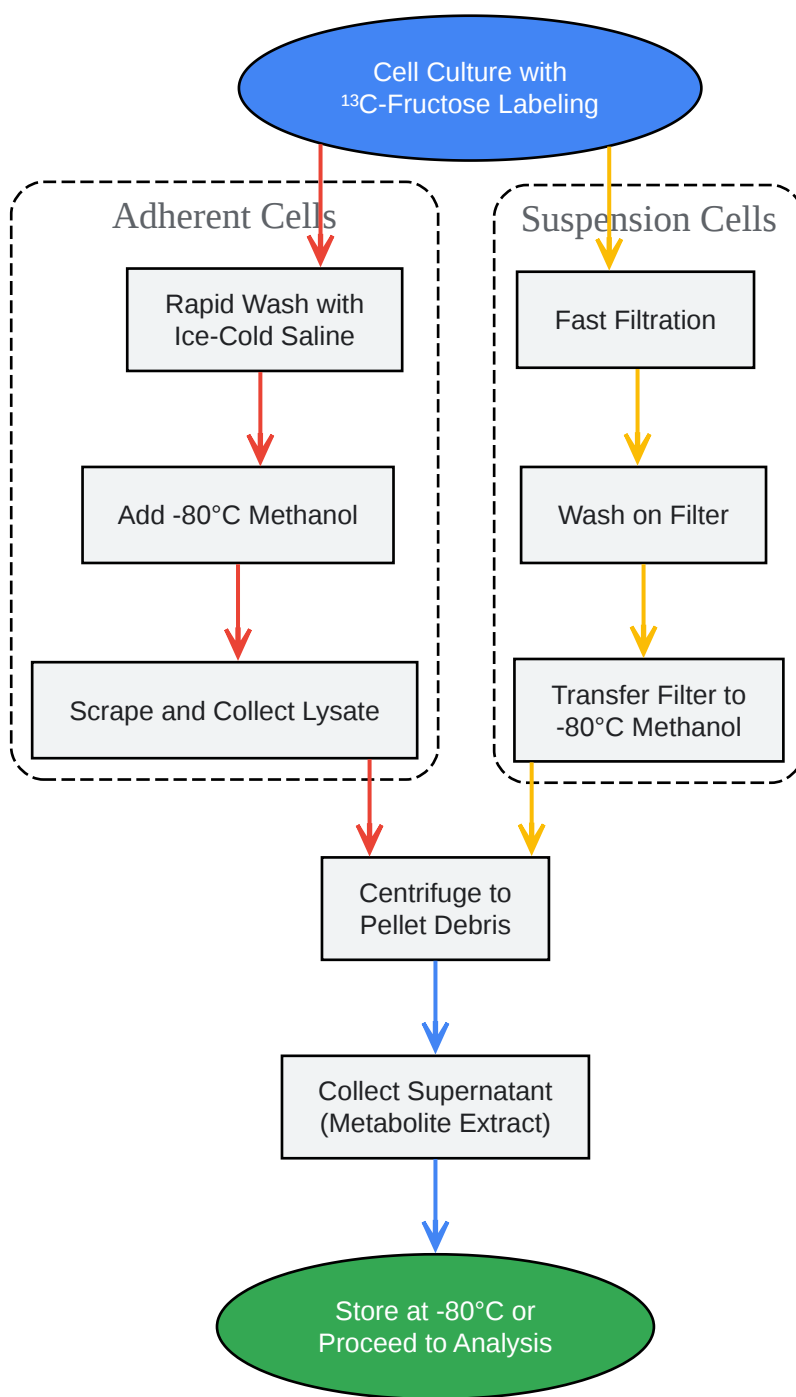 Cell Culture with
¹³C-Fructose Labeling
Adherent Cells
Rapid Wash with
Ice-Cold Saline
Add -80°C Methanol
Scrape and Collect Lysate
Suspension Cells
Fast Filtration
Wash on Filter
Transfer Filter to
-80°C Methanol
Centrifuge to
Pellet Debris
Collect Supernatant
(Metabolite Extract)
Store at -80°C or
Proceed to Analysis